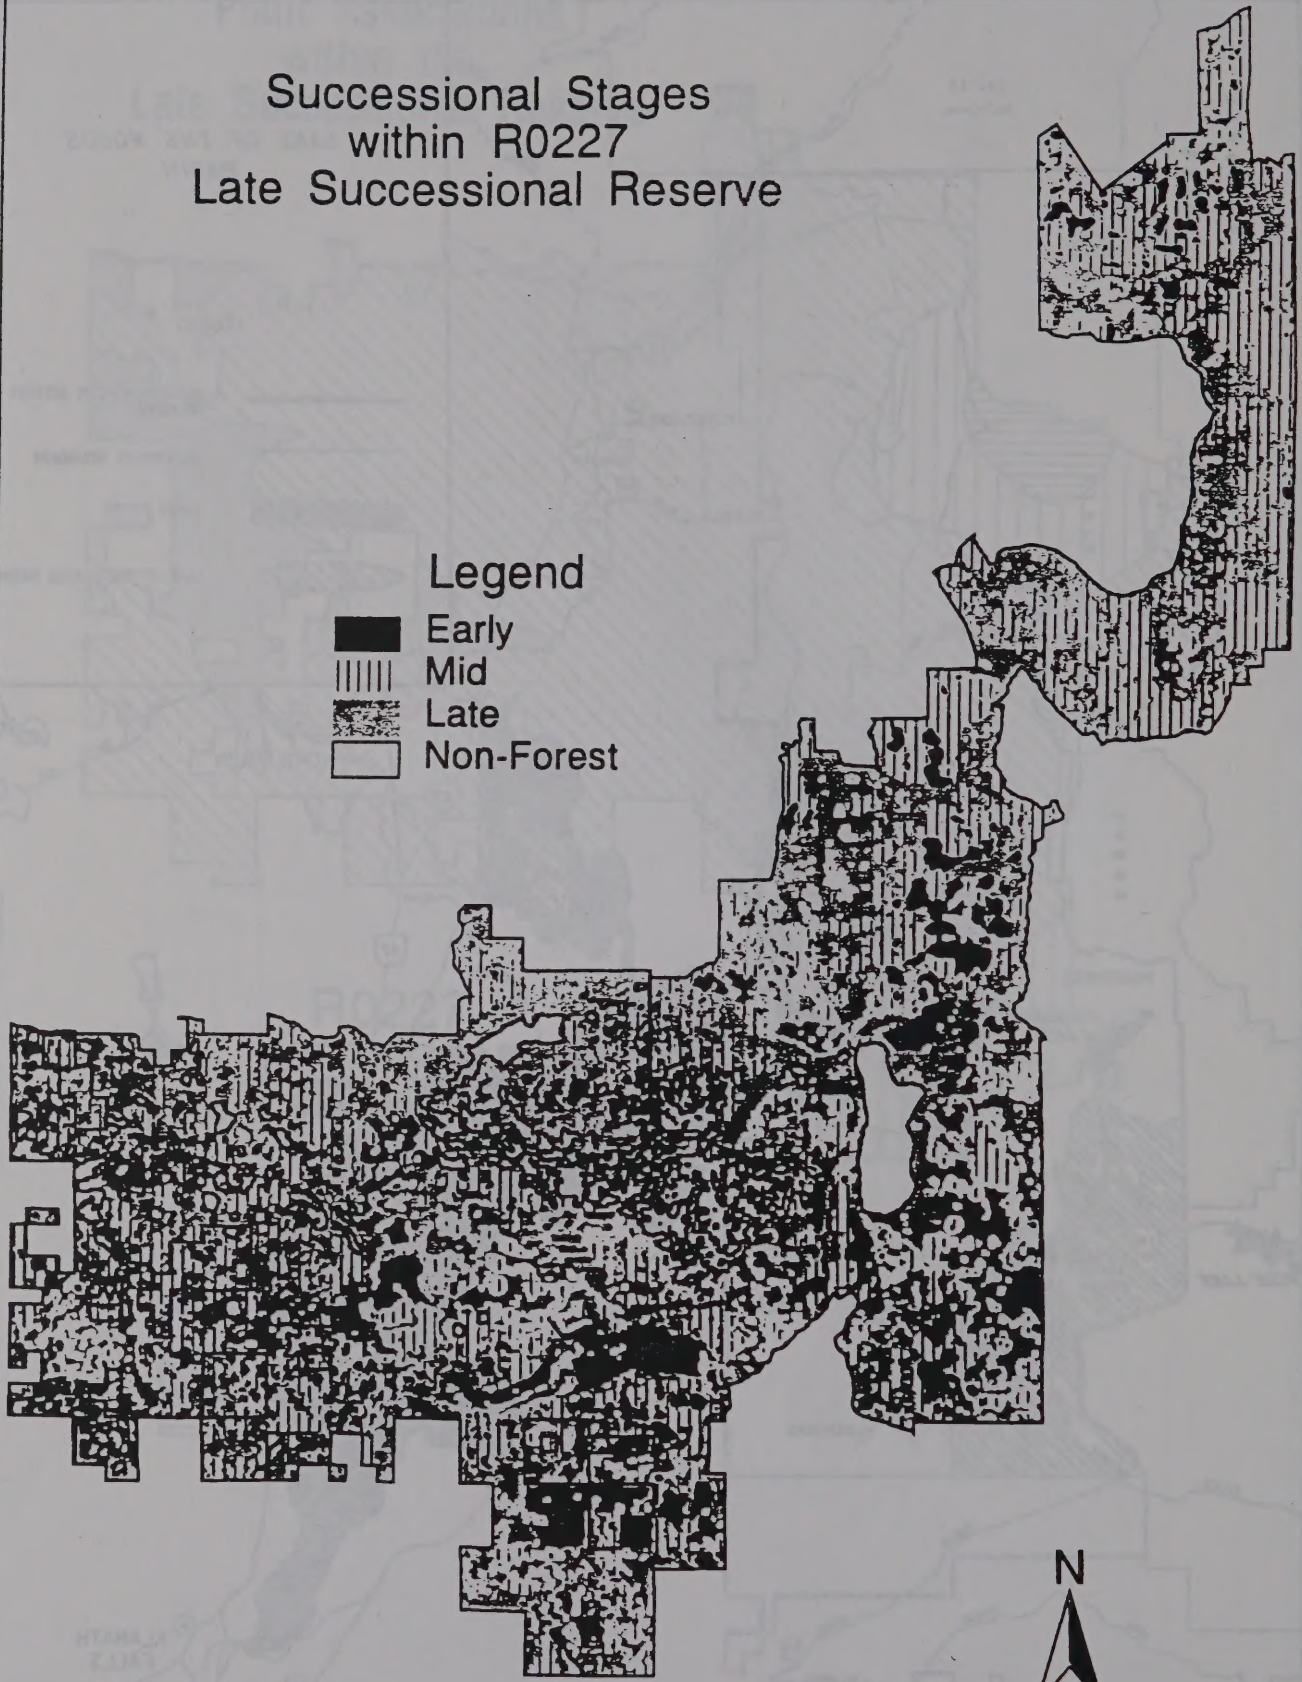 Successional Stages
within R0227
Late Successional Reserve
Legend
Early
Mid
Late
Non-Forest
N